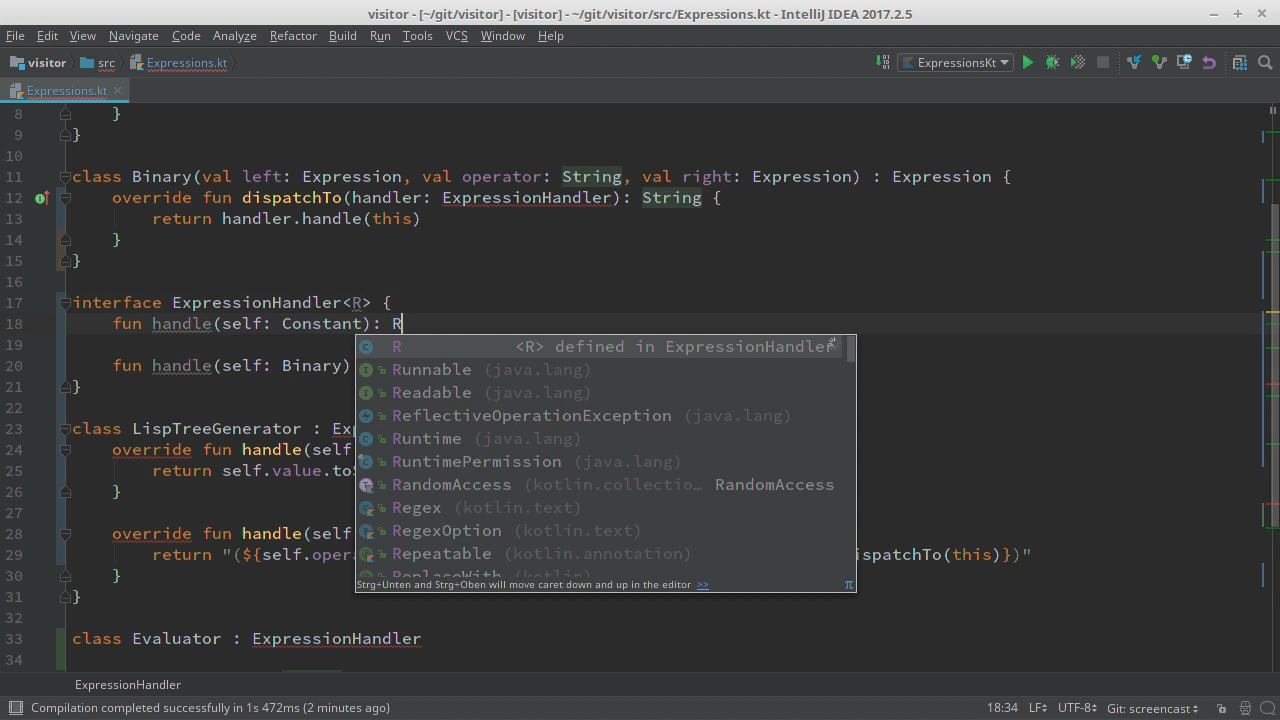 visitor - [~/git/visitor] - [visitor] - ~/git/visitor/src/Expressions.kt - IntelliJ IDEA 2017.2.5
File Edit View Navigate Code Analyze Refactor Build Run Tools VCS Window Help
visitor src Expressions.kt ExpressionsKt
Expressions.kt
8 }
9 }
10
11 class Binary(val left: Expression, val operator: String, val right: Expression) : Expression {
12 override fun dispatchTo(handler: ExpressionHandler): String {
13 return handler.handle(this)
14 }
15 }
16
17 interface ExpressionHandler<R> {
18 fun handle(self: Constant): R
19
20 fun handle(self: Binary)
21 }
22
23 class LispTreeGenerator : Ex
24 override fun handle(self
25 return self.value.to
26 }
27
28 override fun handle(self
29 return "(${self.oper ispatchTo(this)})"
30 }
31 }
32
33 class Evaluator : ExpressionHandler
34
R <R> defined in ExpressionHandler
Runnable (java.lang)
Readable (java.lang)
ReflectiveOperationException (java.lang)
Runtime (java.lang)
RuntimePermission (java.lang)
RandomAccess (kotlin.collectio… RandomAccess
Regex (kotlin.text)
RegexOption (kotlin.text)
Repeatable (kotlin.annotation)
ReplaceWith (kotlin)
Strg+Unten and Strg+Oben will move caret down and up in the editor >> π
ExpressionHandler
Compilation completed successfully in 1s 472ms (2 minutes ago) 18:34 LF UTF-8 Git: screencast